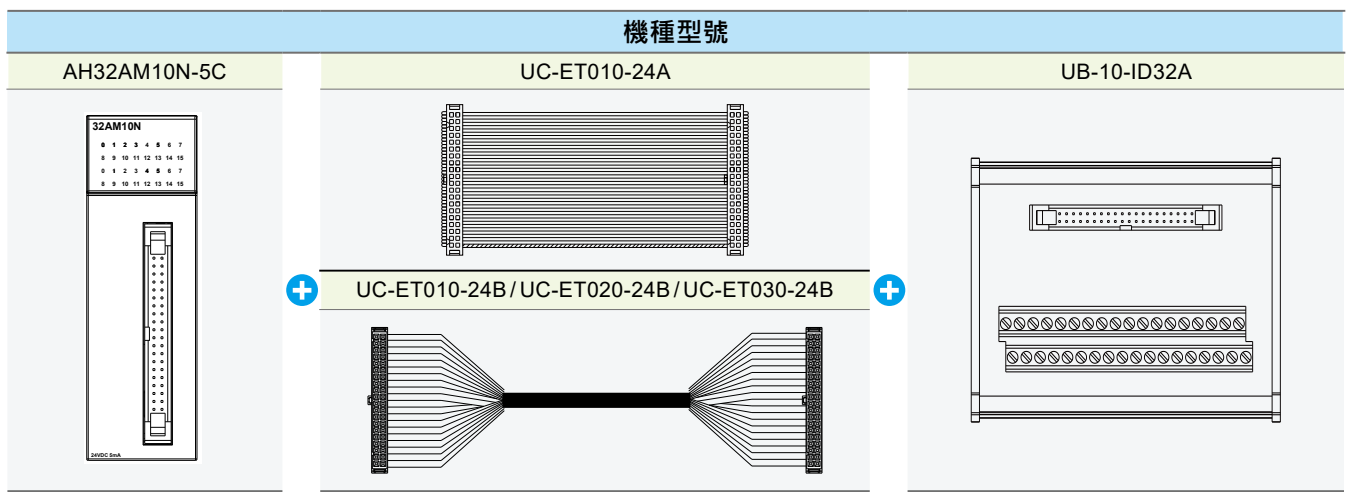 機種型號
AH32AM10N-5C
UC-ET010-24A
UB-10-ID32A
32AM10N
0 1 2 3 4 5 6 7
8 9 10 11 12 13 14 15
0 1 2 3 4 5 6 7
8 9 10 11 12 13 14 15
24VDC 5mA
UC-ET010-24B/UC-ET020-24B/UC-ET030-24B